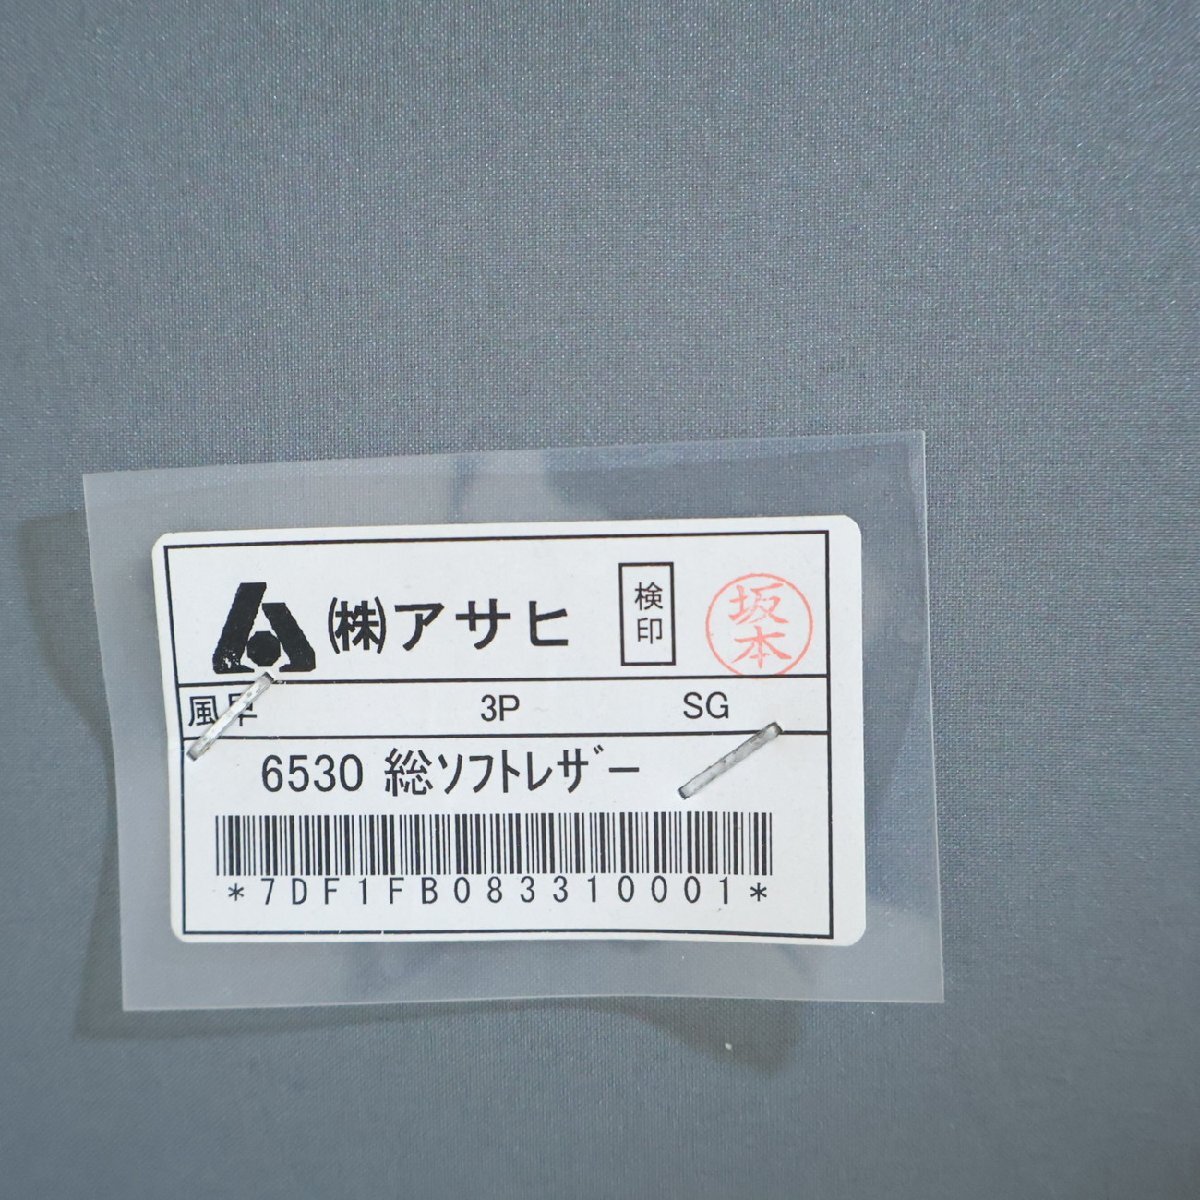 ㈱アサヒ
検印
坂本
風早 3P SG
6530 総ソフトレザー
*7DF1FB083310001*